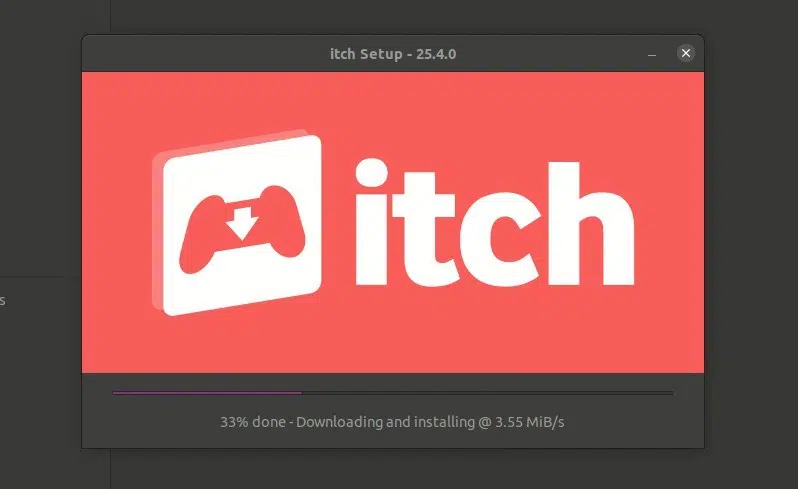 itch Setup - 25.4.0
itch
s
33% done - Downloading and installing @ 3.55 MiB/s